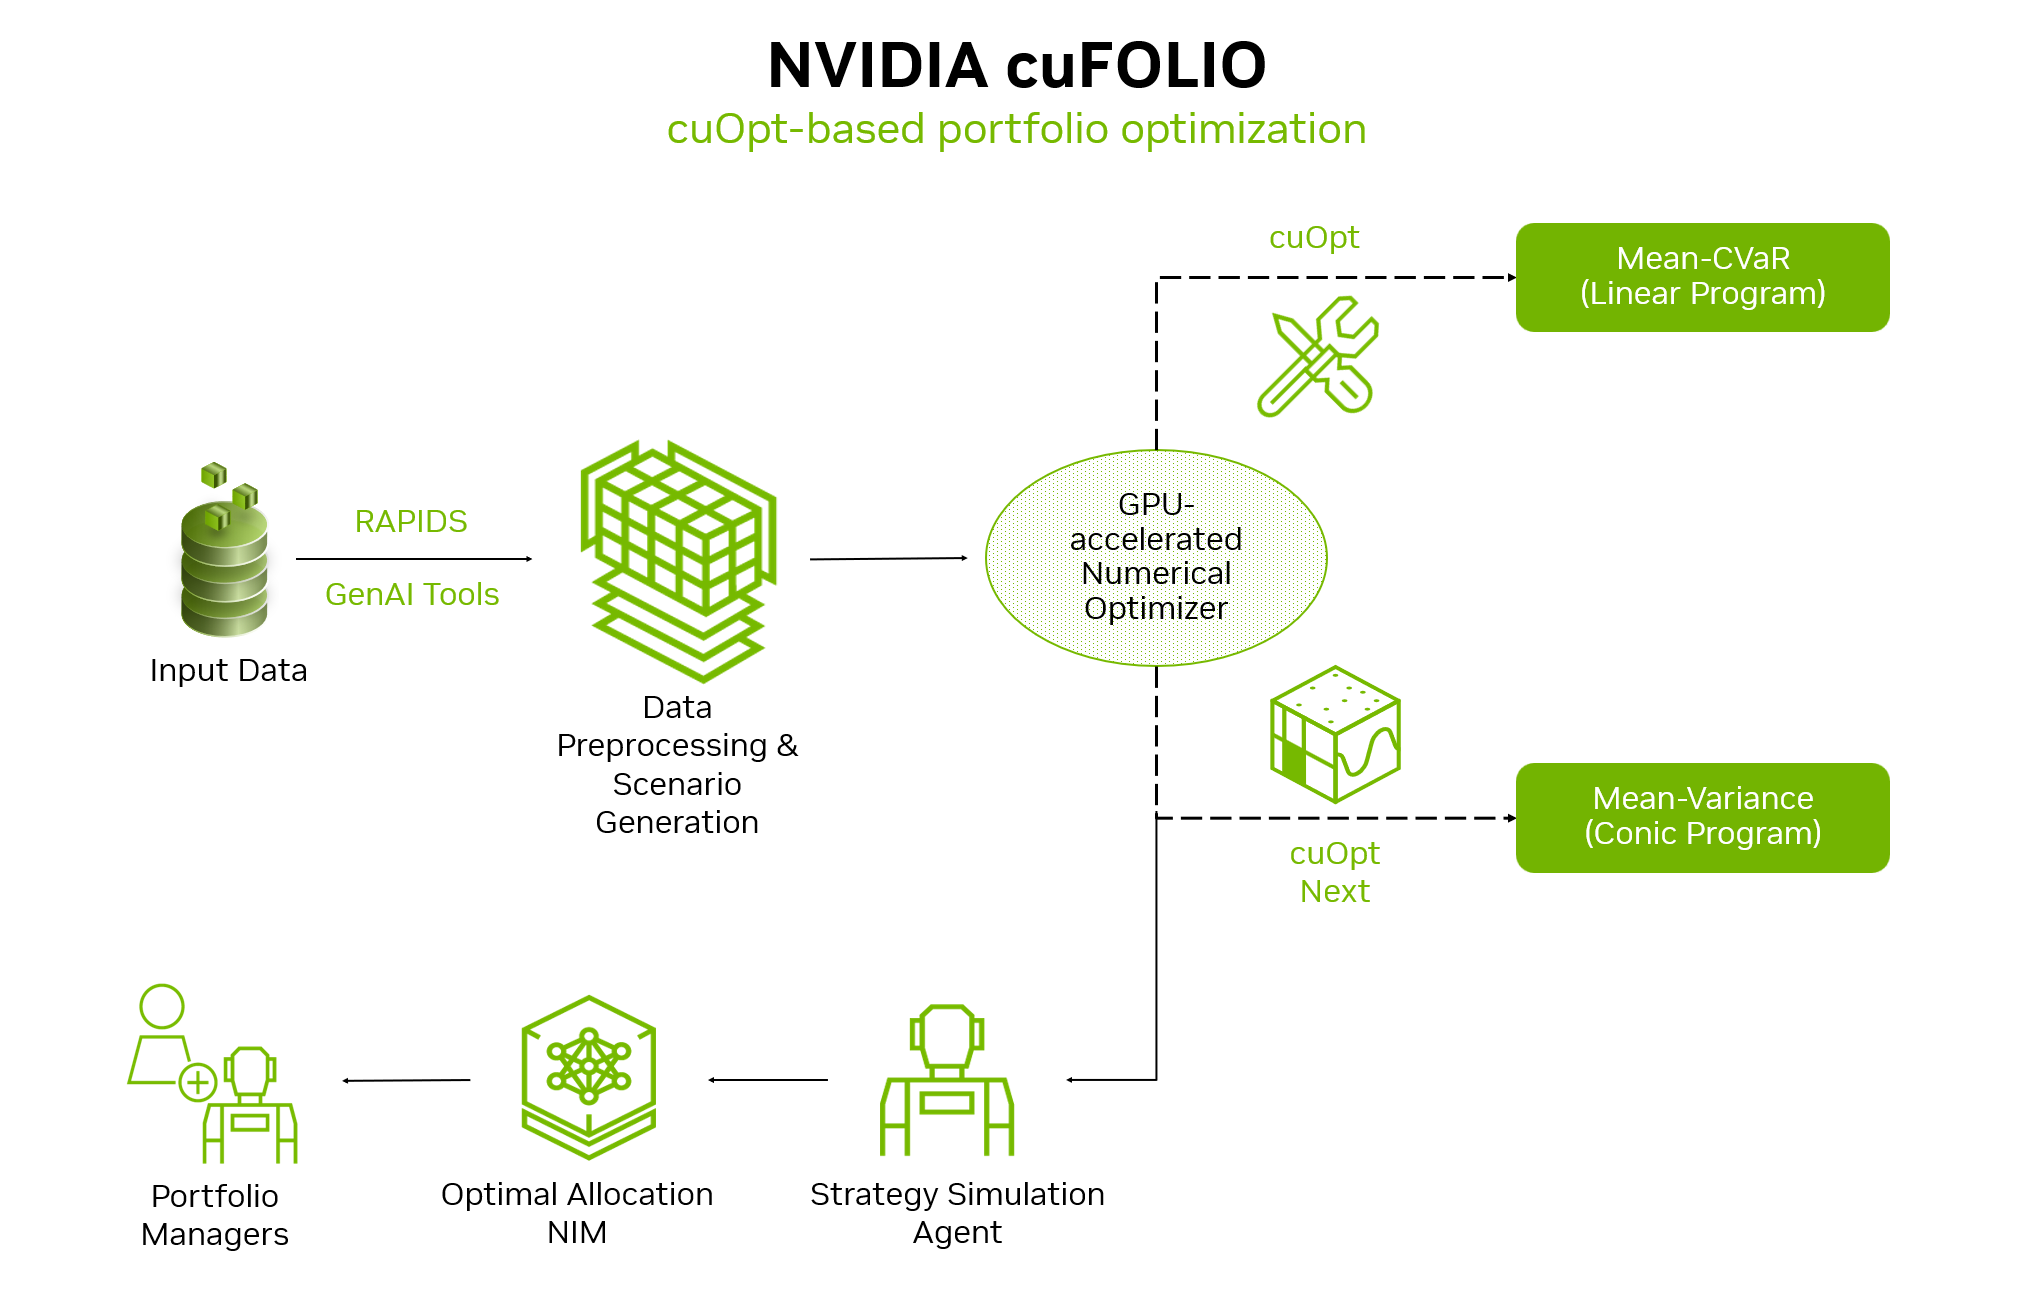 NVIDIA cuFOLIO
cuOpt-based portfolio optimization
cuOpt
Mean-CVaR
(Linear Program)
RAPIDS
GenAI Tools
Input Data
Data
Preprocessing &
Scenario
Generation
GPU-
accelerated
Numerical
Optimizer
Mean-Variance
(Conic Program)
cuOpt
Next
Portfolio
Managers
Optimal Allocation
NIM
Strategy Simulation
Agent